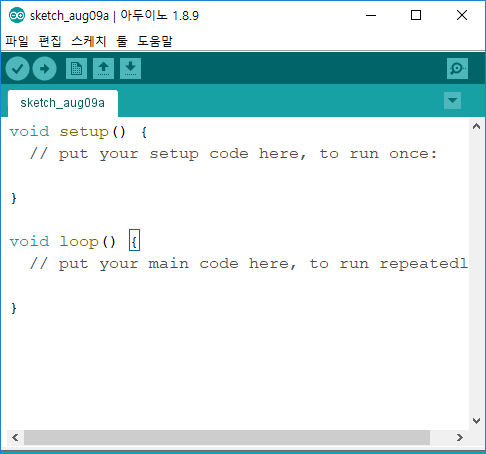 sketch_aug09a | 아두이노 1.8.9
파일 편집 스케치 툴 도움말
sketch_aug09a
void setup() {
  // put your setup code here, to run once:
}
void loop() {
  // put your main code here, to run repeatedl
}